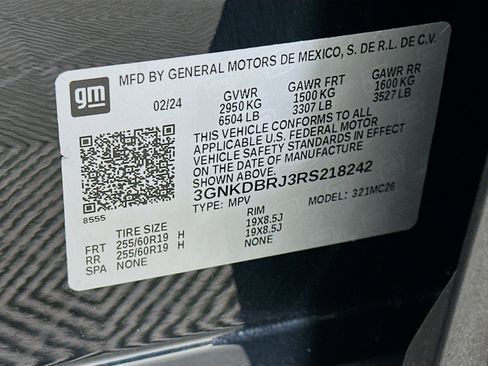 gm
MFD BY GENERAL MOTORS DE MEXICO, S. DE R.L. DE C.V.
02/24 GVWR GAWR FRT GAWR RR
2950 KG 1500 KG 1600 KG
6504 LB 3307 LB 3527 LB
THIS VEHICLE CONFORMS TO ALL
APPLICABLE U.S. FEDERAL MOTOR
VEHICLE SAFETY STANDARDS IN EFFECT
ON THE DATE OF MANUFACTURE
3GNKDBRJ3RS218242
TYPE: MPV MODEL: 321MC26
8555
TIRE SIZE RIM
FRT 255/60R19 H 19X8.5J
RR 255/60R19 H 19X8.5J
SPA NONE NONE